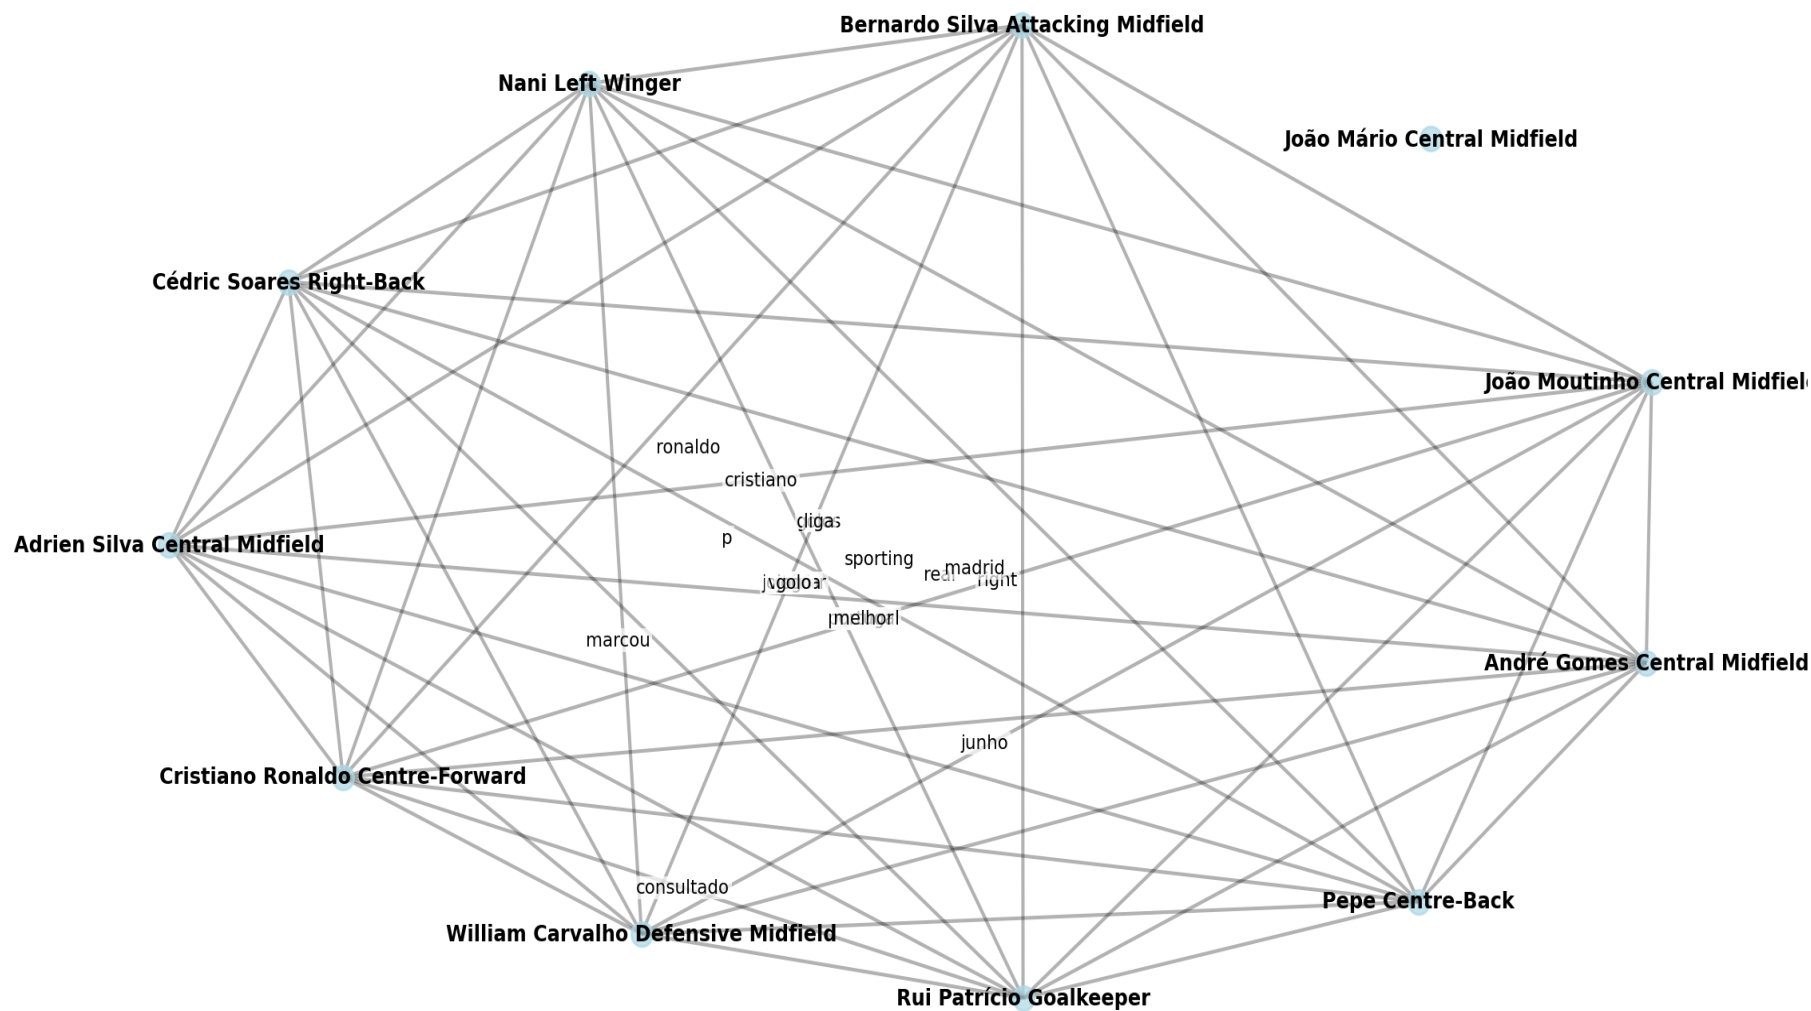 Bernardo Silva Attacking Midfield
Nani Left Winger
João Mário Central Midfield
Cédric Soares Right-Back
João Moutinho Central Midfiel
ronaldo
cristiano
p
sporting
madrid
real
right
Adrien Silva Central Midfield
melhor
marcou
André Gomes Central Midfield
junho
Cristiano Ronaldo Centre-Forward
consultado
Pepe Centre-Back
William Carvalho Defensive Midfield
Rui Patrício Goalkeeper